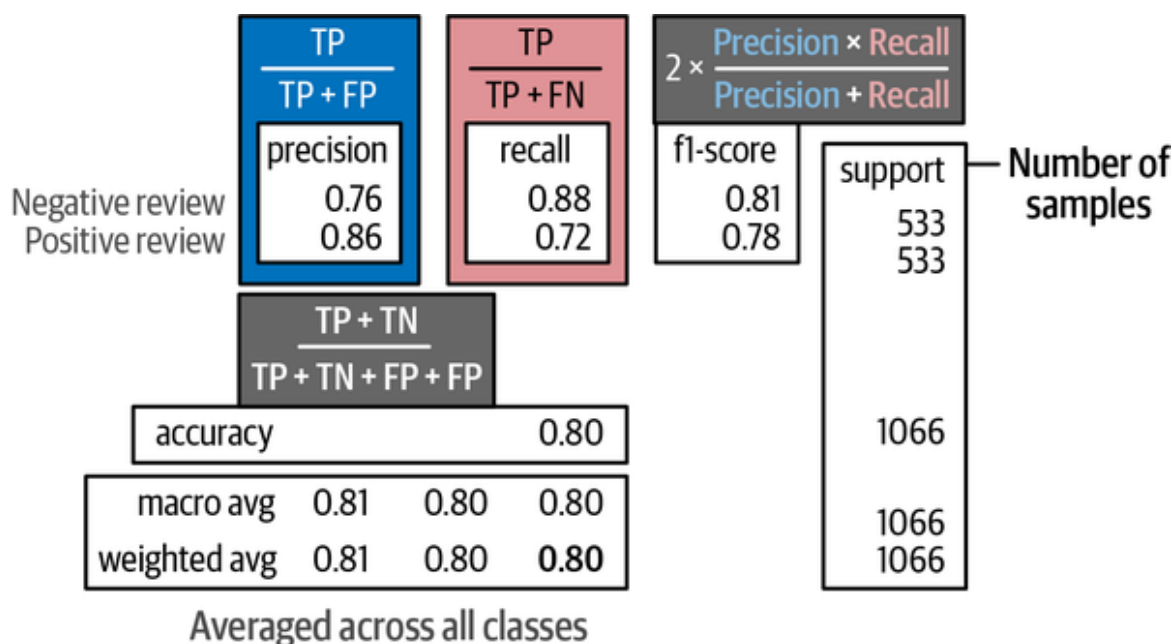 TP
TP + FP
TP
TP + FN
2 × Precision × Recall
Precision + Recall
precision recall f1-score support Number of samples
Negative review 0.76 0.88 0.81 533
Positive review 0.86 0.72 0.78 533
TP + TN
TP + TN + FP + FP
accuracy 0.80 1066
macro avg 0.81 0.80 0.80 1066
weighted avg 0.81 0.80 0.80 1066
Averaged across all classes